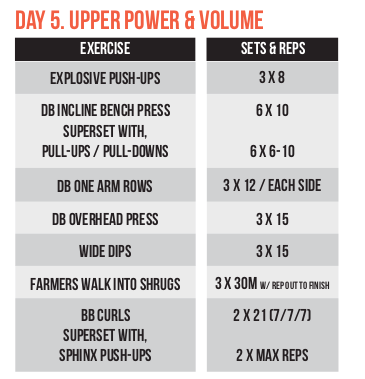 DAY 5. UPPER POWER & VOLUME
EXERCISE SETS & REPS
EXPLOSIVE PUSH-UPS 3 X 8
DB INCLINE BENCH PRESS 6 X 10
SUPERSET WITH,
PULL-UPS / PULL-DOWNS 6 X 6-10
DB ONE ARM ROWS 3 X 12 / EACH SIDE
DB OVERHEAD PRESS 3 X 15
WIDE DIPS 3 X 15
FARMERS WALK INTO SHRUGS 3 X 30M W/ REP OUT TO FINISH
BB CURLS 2 X 21 (7/7/7)
SUPERSET WITH,
SPHINX PUSH-UPS 2 X MAX REPS